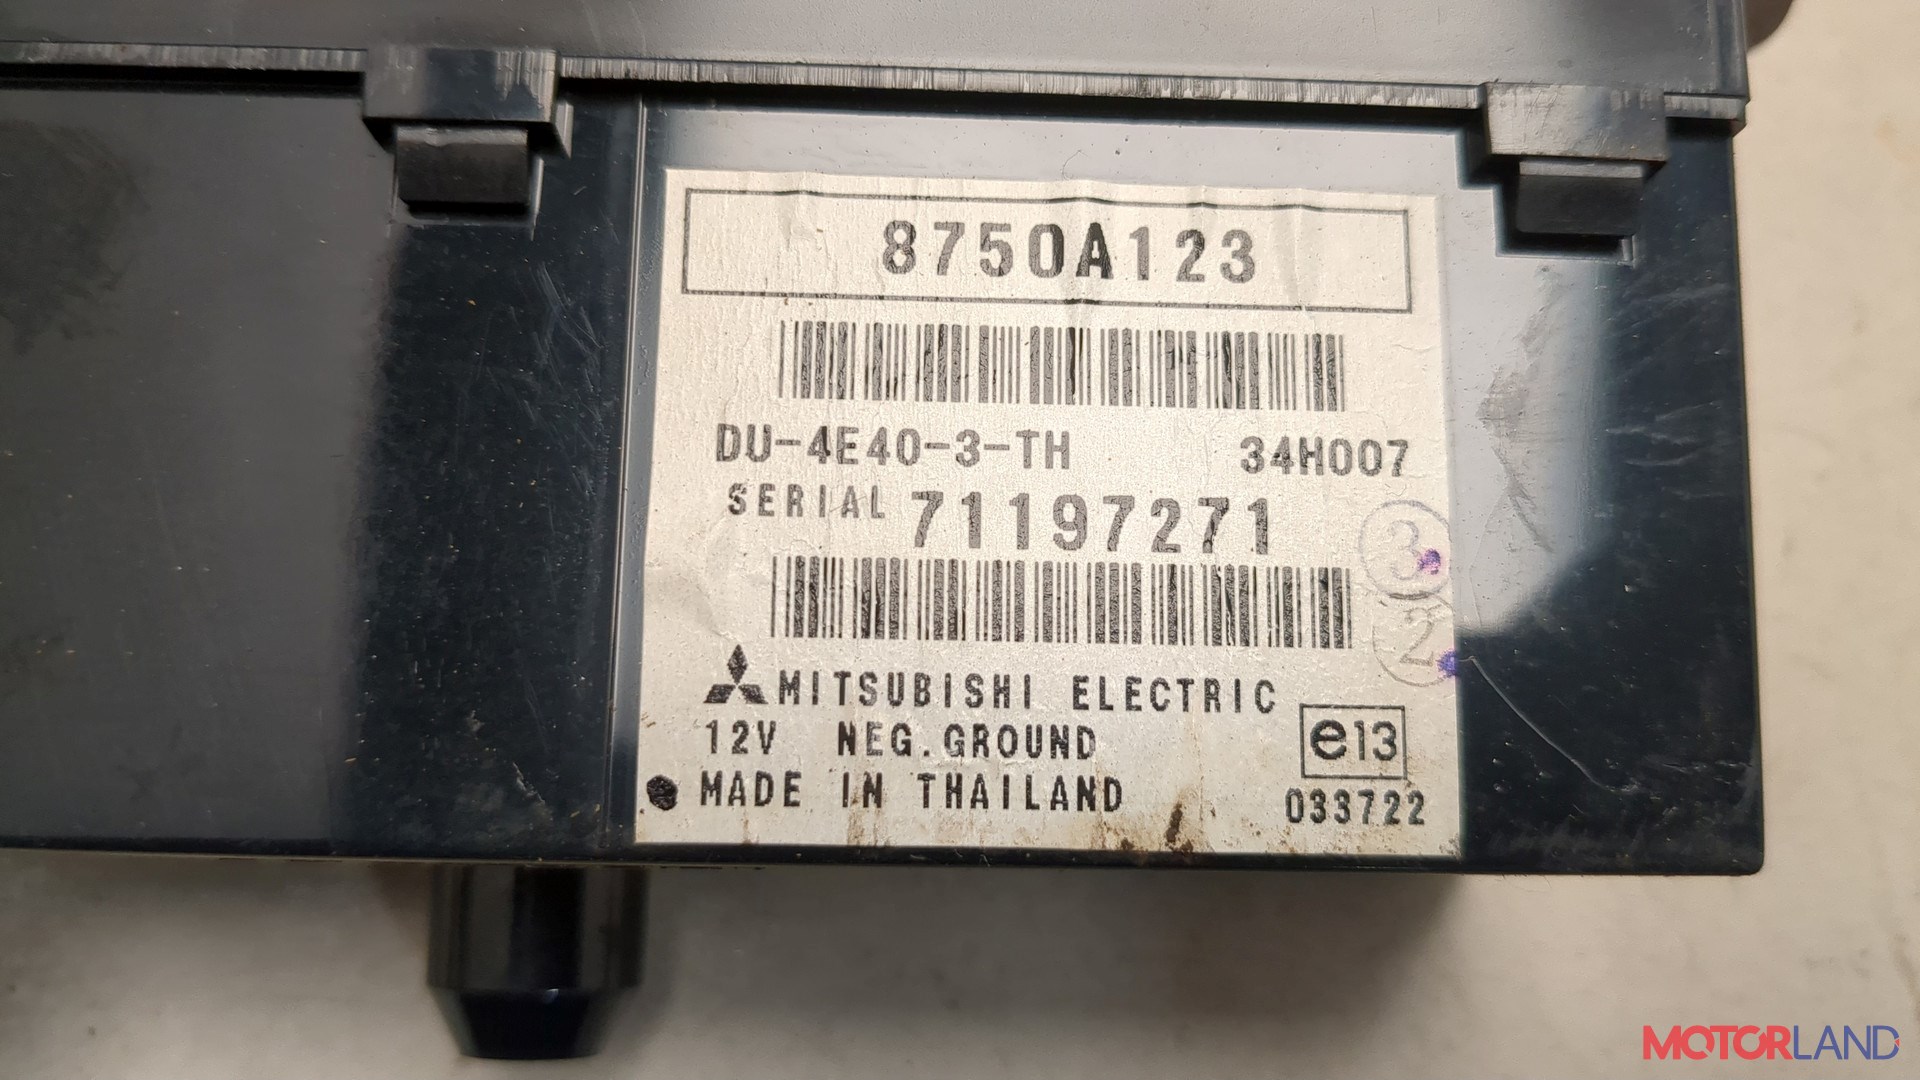 8750A123
DU-4E40-3-TH 34H007
SERIAL 71197271
3
2
MITSUBISHI ELECTRIC
12V NEG.GROUND
e13
MADE IN THAILAND
033722
MOTORLAND